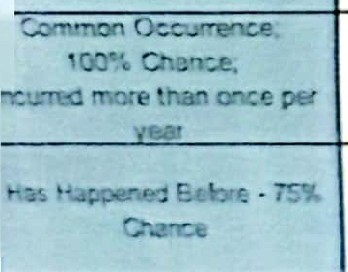 Common Occurrence;
100% Chance;
ncurred more than once per
year
Has Happened Before - 75%
Chance